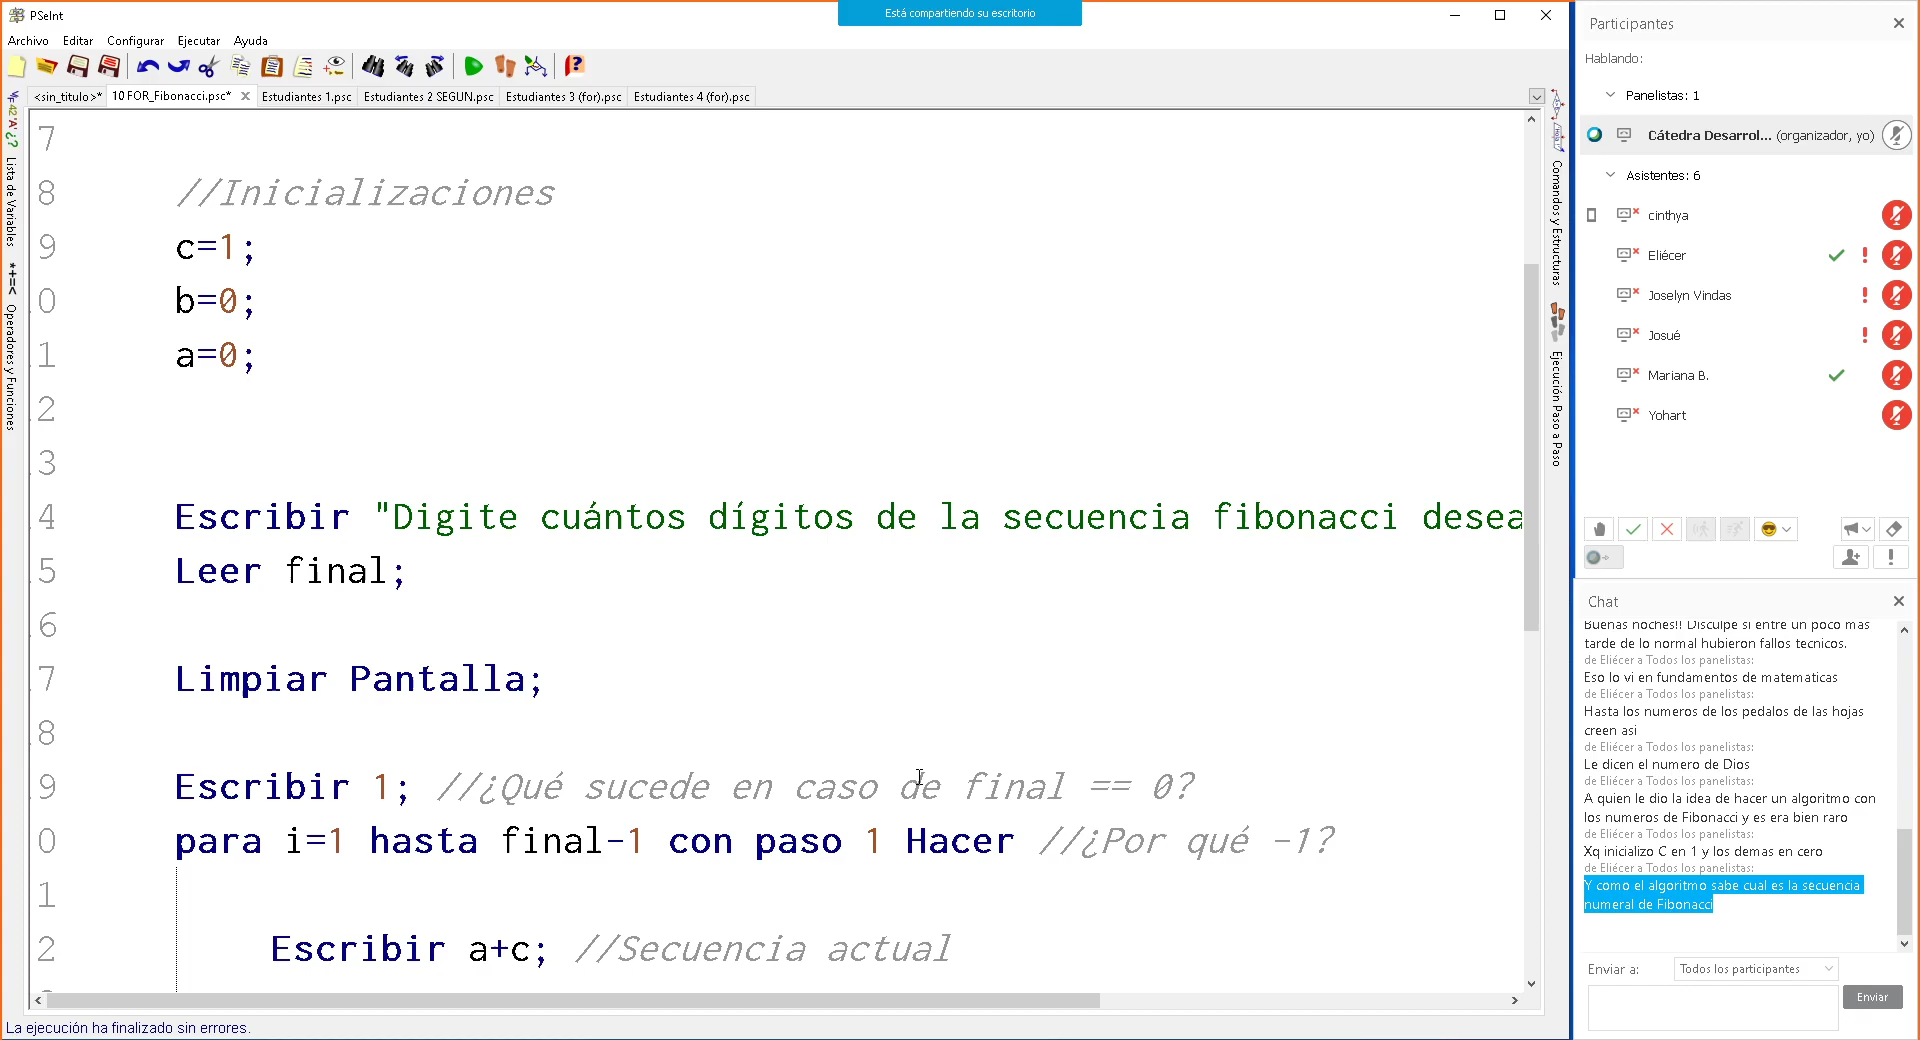 PSeInt
Está compartiendo su escritorio
Archivo Editar Configurar Ejecutar Ayuda
<sin_titulo>* 10 FOR_Fibonacci.psc* Estudiantes 1.psc Estudiantes 2 SEGUN.psc Estudiantes 3 (for).psc Estudiantes 4 (for).psc
Lista de Variables
Operadores y Funciones
7
8 //Inicializaciones
9 c=1;
0 b=0;
1 a=0;
2
3
4 Escribir "Digite cuántos dígitos de la secuencia fibonacci desea
5 Leer final;
6
7 Limpiar Pantalla;
8
9 Escribir 1; //¿Qué sucede en caso de final == 0?
0 para i=1 hasta final-1 con paso 1 Hacer //¿Por qué -1?
1
2 Escribir a+c; //Secuencia actual
Comandos y Estructuras
Ejecución Paso a Paso
La ejecución ha finalizado sin errores.
Participantes
Hablando:
Panelistas: 1
Cátedra Desarrol... (organizador, yo)
Asistentes: 6
cinthya
Eliécer
Joselyn Vindas
Josué
Mariana B.
Yohart
Chat
Buenas noches!! Disculpe si entre un poco mas
tarde de lo normal hubieron fallos tecnicos.
de Eliécer a Todos los panelistas:
Eso lo vi en fundamentos de matematicas
de Eliécer a Todos los panelistas:
Hasta los numeros de los pedalos de las hojas
creen asi
de Eliécer a Todos los panelistas:
Le dicen el numero de Dios
de Eliécer a Todos los panelistas:
A quien le dio la idea de hacer un algoritmo con
los numeros de Fibonacci y es era bien raro
de Eliécer a Todos los panelistas:
Xq inicializo C en 1 y los demas en cero
de Eliécer a Todos los panelistas:
Y como el algoritmo sabe cual es la secuencia
numeral de Fibonacci
Enviar a: Todos los participantes
Enviar